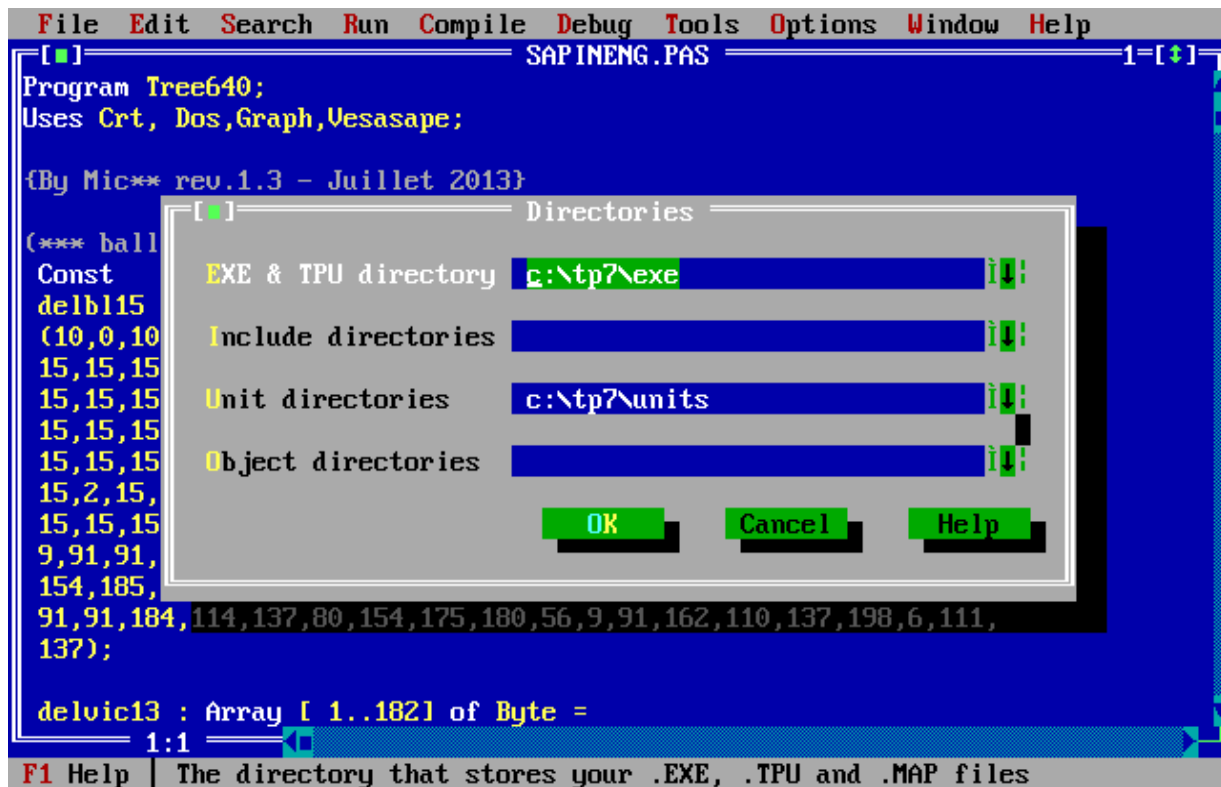 File Edit Search Run Compile Debug Tools Options Window Help
SAPINENG.PAS 1
Program Tree640;
Uses Crt, Dos,Graph,Vesasape;
{By Mic** rev.1.3 - Juillet 2013}
Directories
(*** ball
Const
EXE & TPU directory c:\tp7\exe
delbl15
(10,0,10
Include directories
15,15,15
15,15,15
Unit directories c:\tp7\units
15,15,15
15,15,15
Object directories
15,2,15,
15,15,15
OK Cancel Help
9,91,91,
154,185,
91,91,184,114,137,80,154,175,180,56,9,91,162,110,137,198,6,111,
137);
delvic13 : Array [ 1..182] of Byte =
1:1
F1 Help | The directory that stores your .EXE, .TPU and .MAP files